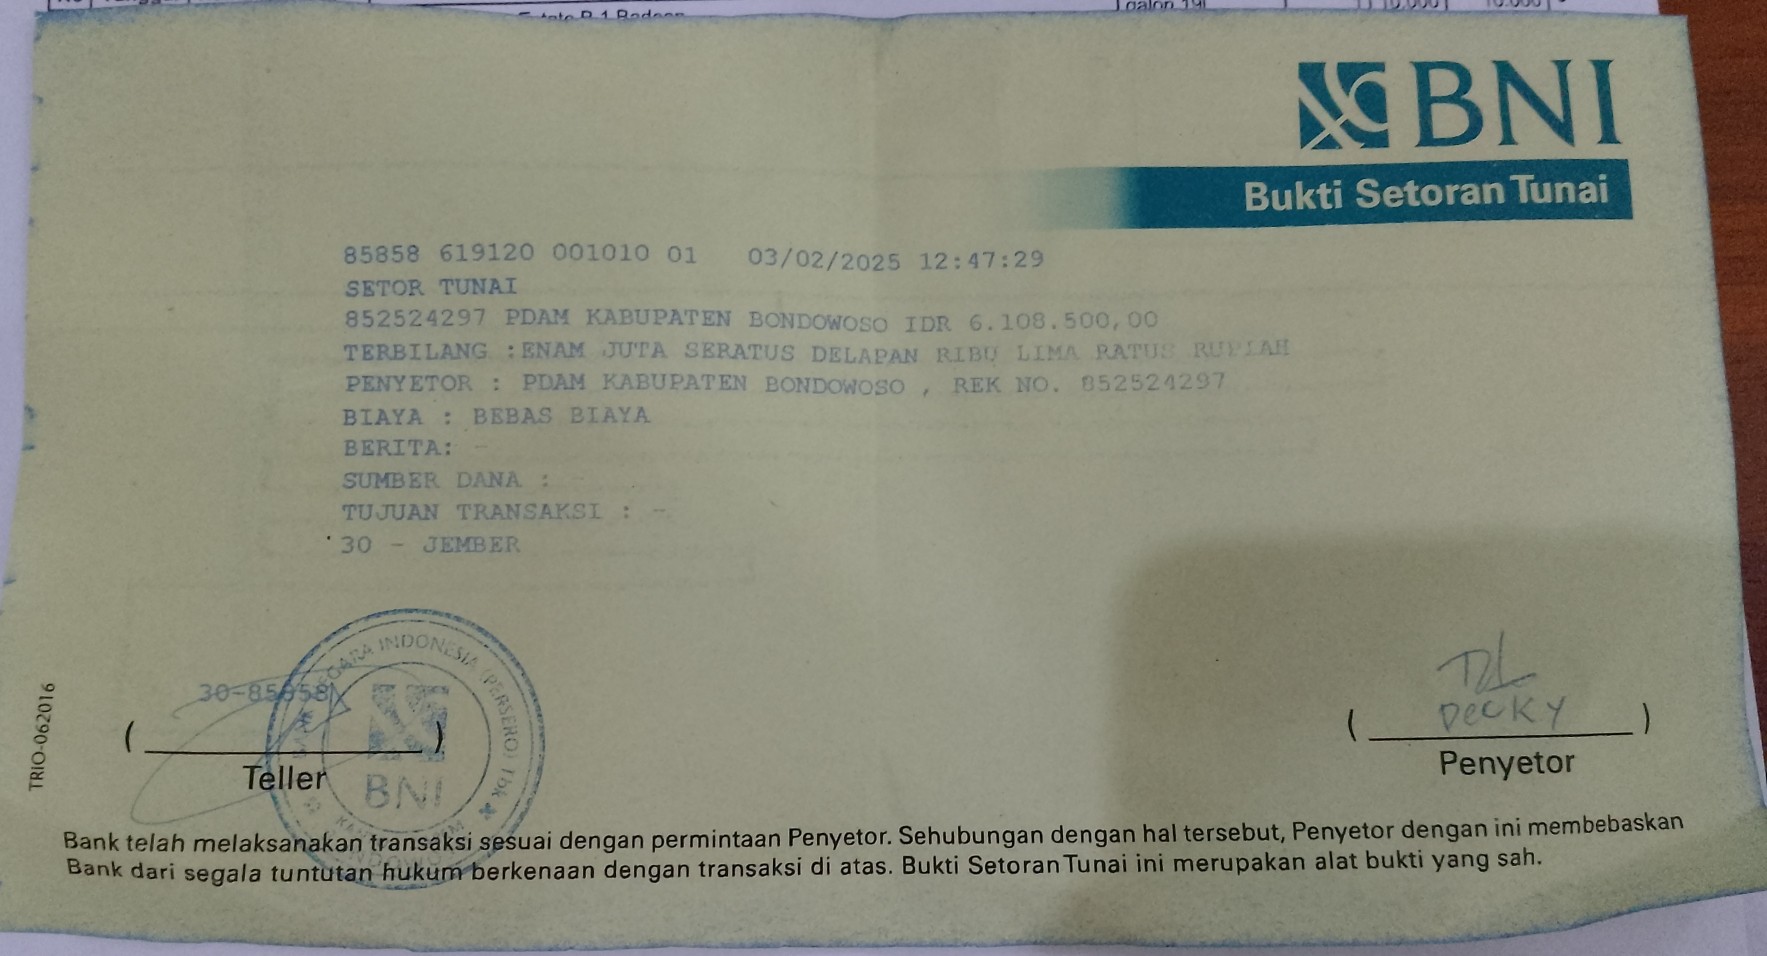 galon 19l
BNI
Bukti Setoran Tunai
85858 619120 001010 01 03/02/2025 12:47:29
SETOR TUNAI
852524297 PDAM KABUPATEN BONDOWOSO IDR 6.108.500,00
TERBILANG :ENAM JUTA SERATUS DELAPAN RIBU LIMA RATUS RUPIAH
PENYETOR : PDAM KABUPATEN BONDOWOSO , REK NO. 852524297
BIAYA : BEBAS BIAYA
BERITA: -
SUMBER DANA : -
TUJUAN TRANSAKSI : -
30 - JEMBER
NEGARA INDONESIA (PERSERO) Tbk
BNI
30-85858
( ) Teller
DECKY
( ) Penyetor
TRIO-062016
Bank telah melaksanakan transaksi sesuai dengan permintaan Penyetor. Sehubungan dengan hal tersebut, Penyetor dengan ini membebaskan
Bank dari segala tuntutan hukum berkenaan dengan transaksi di atas. Bukti Setoran Tunai ini merupakan alat bukti yang sah.